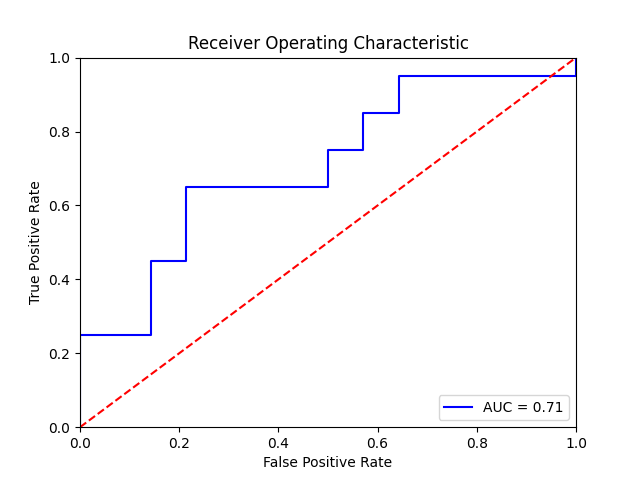 Receiver Operating Characteristic
True Positive Rate
1.0
0.8
0.6
0.4
0.2
0.0
AUC = 0.71
0.0 0.2 0.4 0.6 0.8 1.0
False Positive Rate